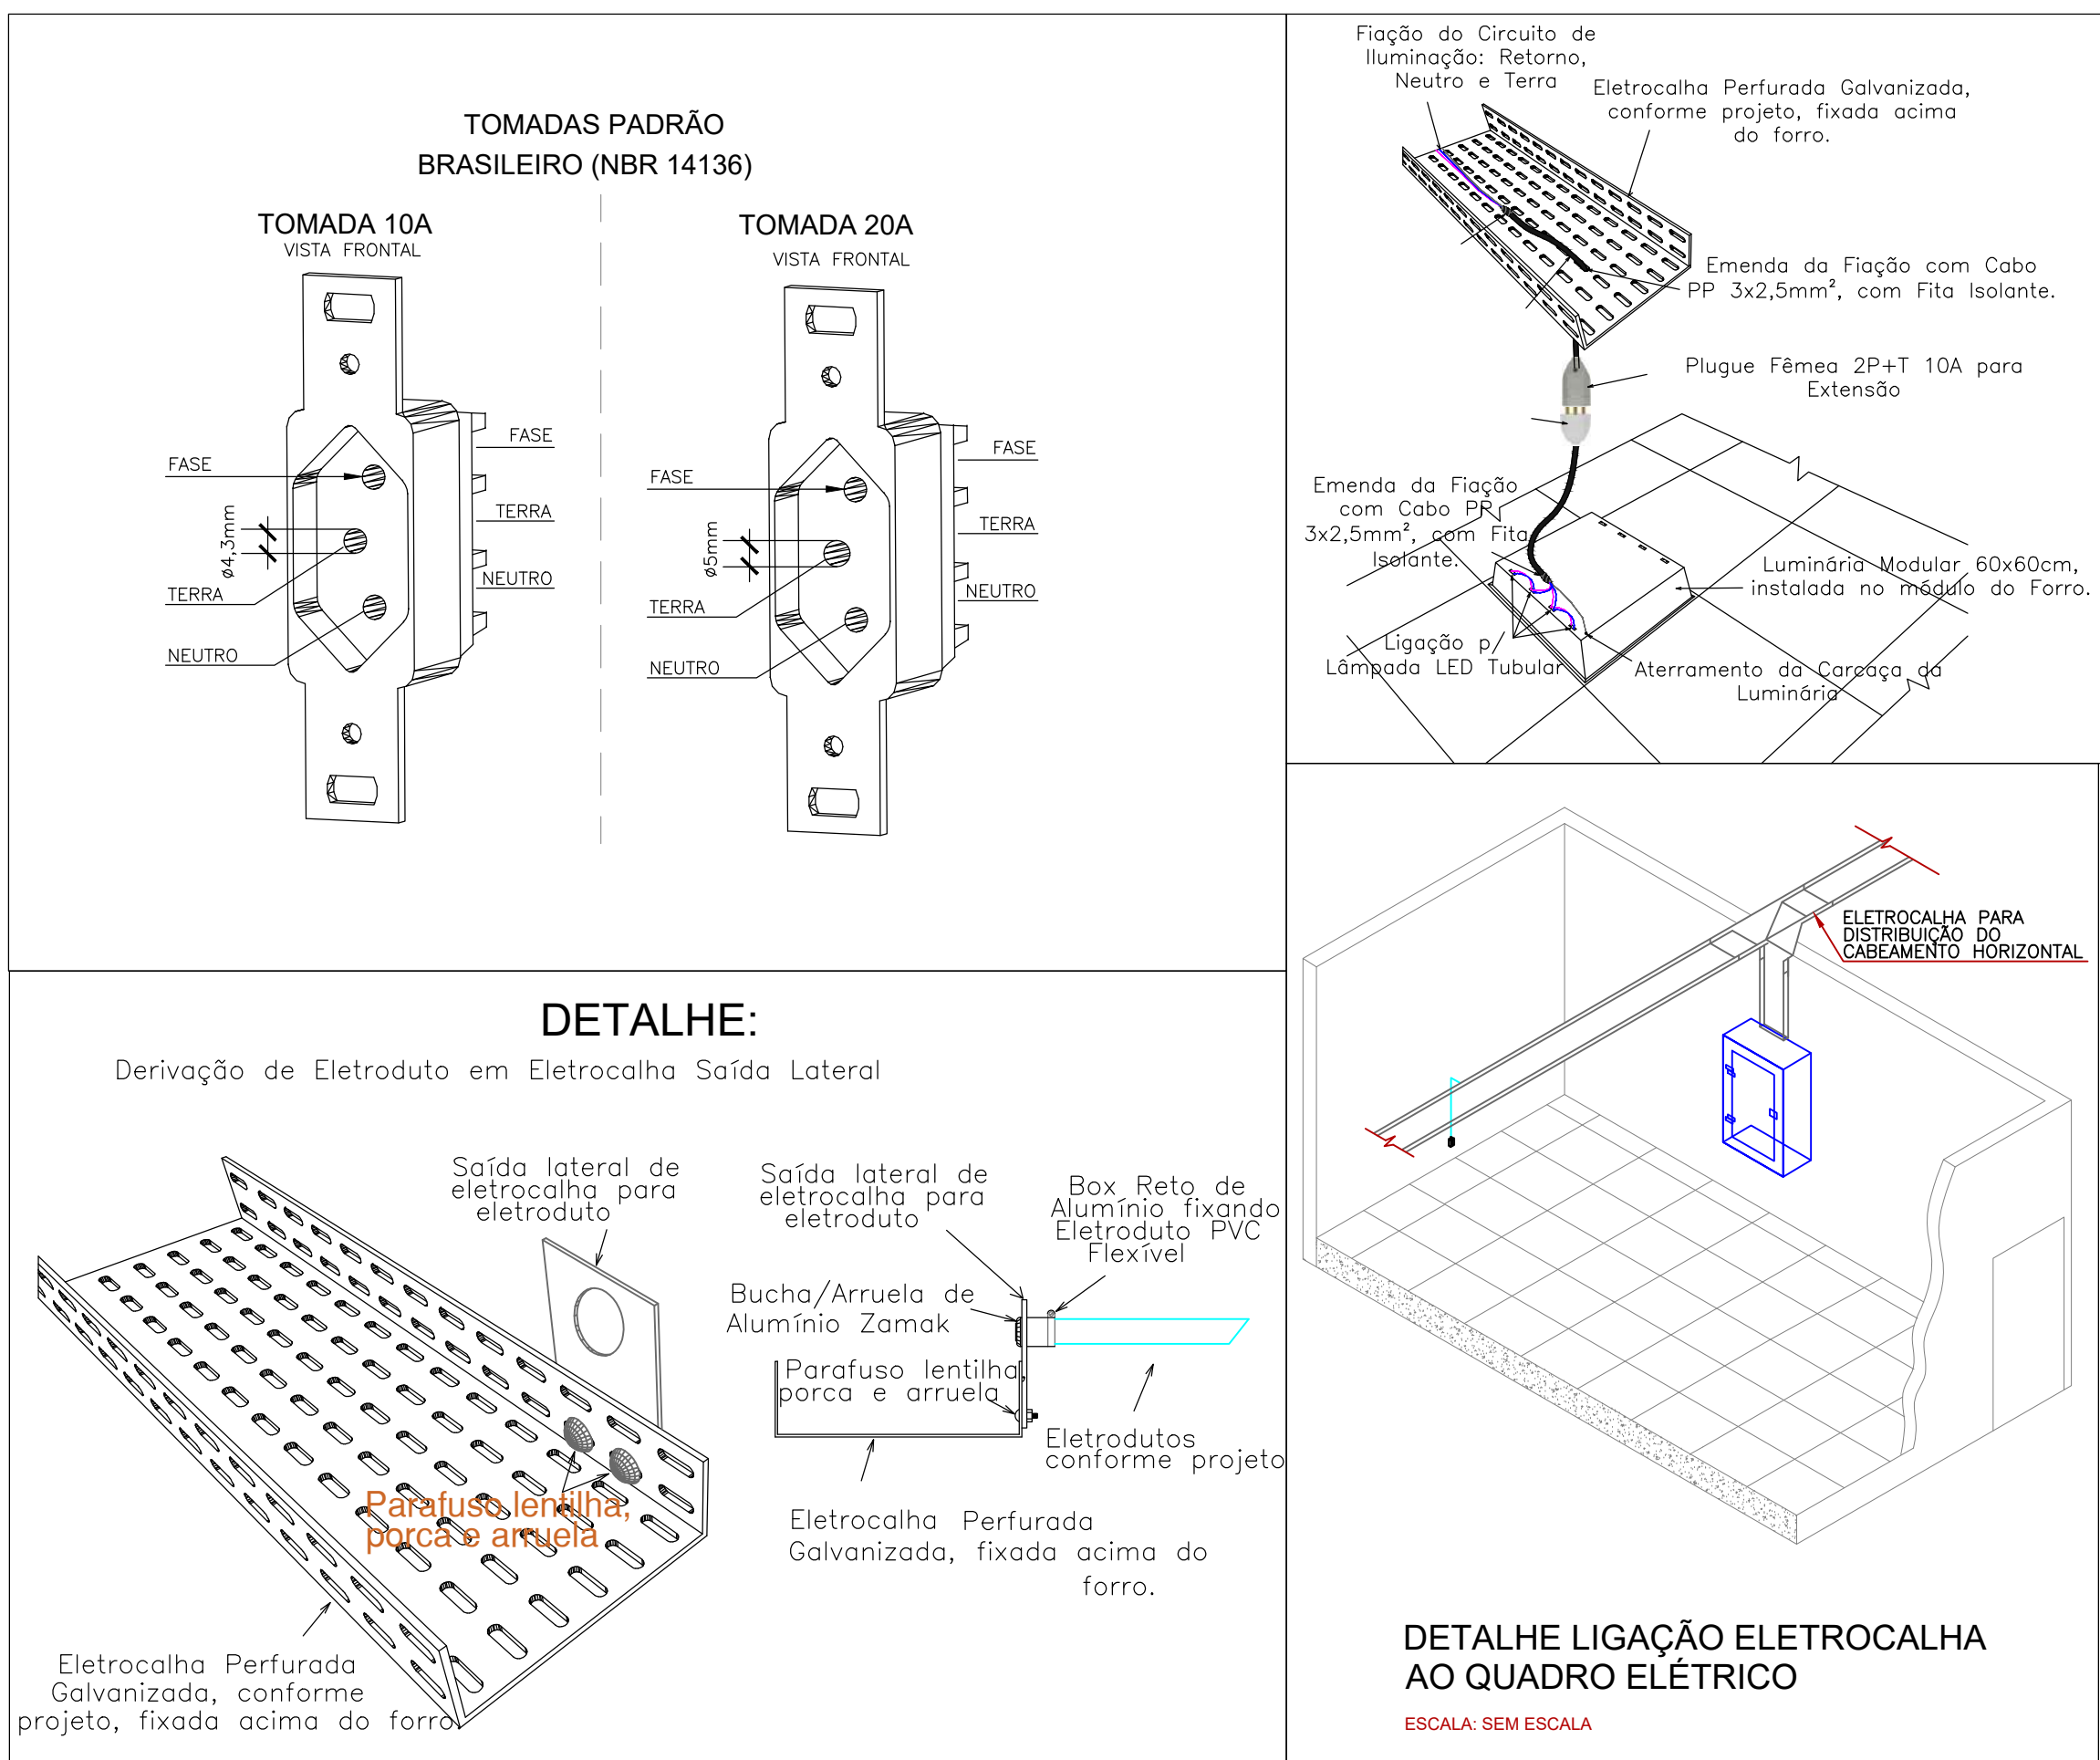 TOMADAS PADRÃO
BRASILEIRO (NBR 14136)
TOMADA 10A
VISTA FRONTAL
FASE
TERRA
NEUTRO
FASE
ø4,3mm
TERRA
NEUTRO
TOMADA 20A
VISTA FRONTAL
FASE
TERRA
NEUTRO
FASE
ø5mm
TERRA
NEUTRO
Fiação do Circuito de
Iluminação: Retorno,
Neutro e Terra
Eletrocalha Perfurada Galvanizada,
conforme projeto, fixada acima
do forro.
Emenda da Fiação com Cabo
PP 3x2,5mm², com Fita Isolante.
Plugue Fêmea 2P+T 10A para
Extensão
Emenda da Fiação
com Cabo PP
3x2,5mm², com Fita
Isolante.
Luminária Modular 60x60cm,
instalada no módulo do Forro.
Ligação p/
Lâmpada LED Tubular
Aterramento da Carcaça da
Luminária
DETALHE:
Derivação de Eletroduto em Eletrocalha Saída Lateral
Saída lateral de
eletrocalha para
eletroduto
Parafuso lentilha,
porca e arruela
Eletrocalha Perfurada
Galvanizada, conforme
projeto, fixada acima do forro
Saída lateral de
eletrocalha para
eletroduto
Box Reto de
Alumínio fixando
Eletroduto PVC
Flexível
Bucha/Arruela de
Alumínio Zamak
Parafuso lentilha
porca e arruela
Eletrodutos
conforme projeto
Eletrocalha Perfurada
Galvanizada, fixada acima do
forro.
ELETROCALHA PARA
DISTRIBUIÇÃO DO
CABEAMENTO HORIZONTAL
DETALHE LIGAÇÃO ELETROCALHA
AO QUADRO ELÉTRICO
ESCALA: SEM ESCALA